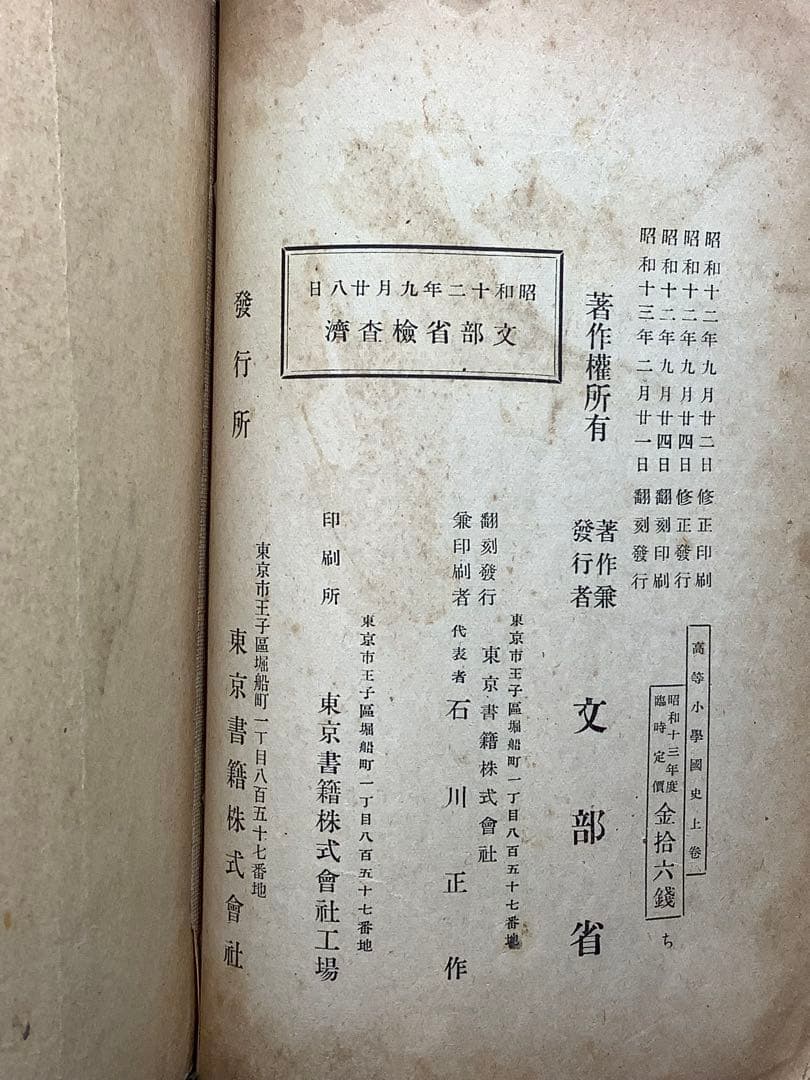 昭和十二年九月廿二日 修正印刷
昭和十二年九月廿四日 修正發行
昭和十二年九月廿四日 翻刻印刷
昭和十三年二月廿一日 翻刻發行
高等小學國史上卷
昭和十三年度
臨時定價
金拾六錢
ち
著作權所有
著作兼
發行者
文部省
日八廿月九年二十和昭
濟査檢省部文
翻刻發行
兼印刷者
東京市王子區堀船町一丁目八百五十七番地
東京書籍株式會社
代表者 石川正作
印刷所
東京市王子區堀船町一丁目八百五十七番地
東京書籍株式會社工場
發行所
東京市王子區堀船町一丁目八百五十七番地
東京書籍株式會社